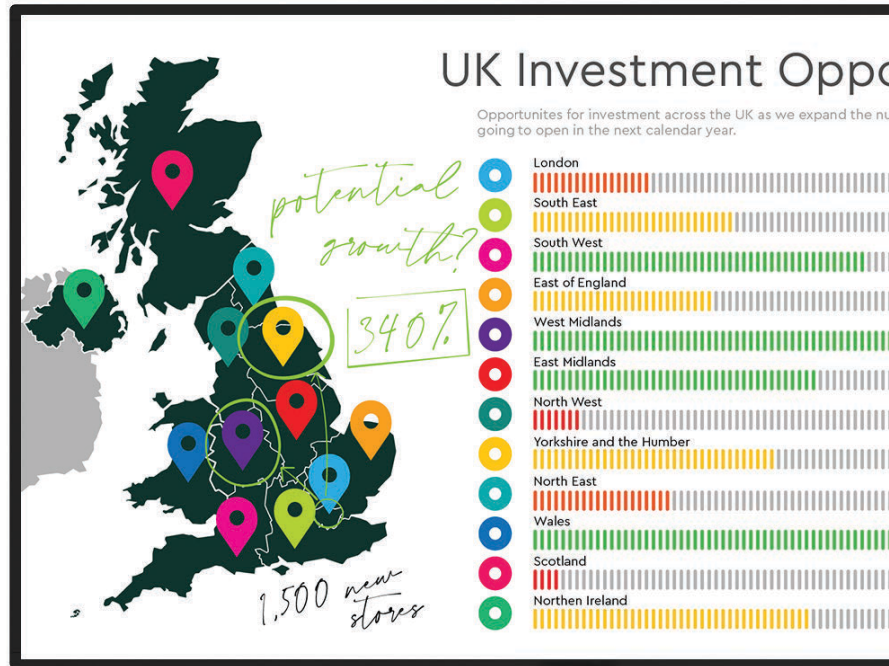 UK Investment Oppo
Opportunites for investment across the UK as we expand the nu
going to open in the next calendar year.
potential
growth?
340%
1,500 new
stores
London
South East
South West
East of England
West Midlands
East Midlands
North West
Yorkshire and the Humber
North East
Wales
Scotland
Northen Ireland